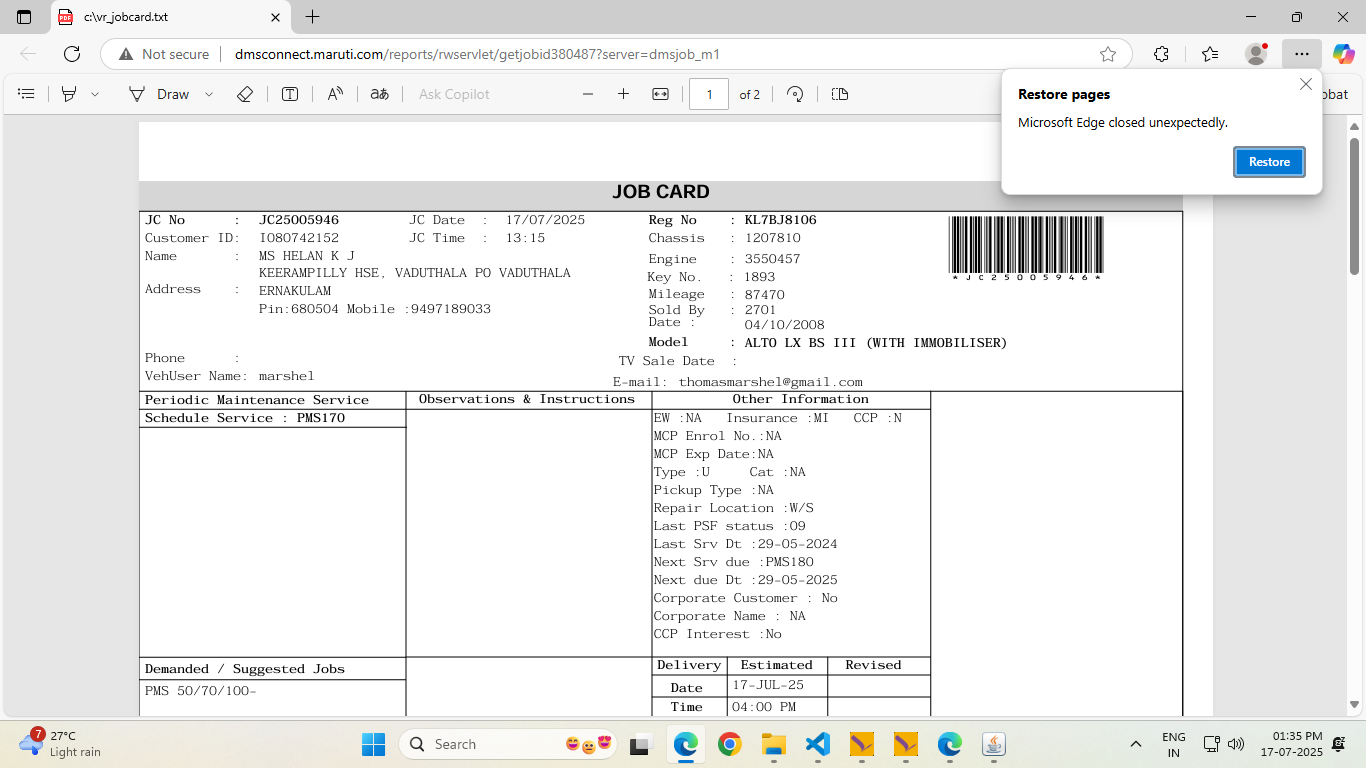 c:\vr_jobcard.txt
Not secure dmsconnect.maruti.com/reports/rwservlet/getjobid380487?server=dmsjob_m1
Draw Ask Copilot 1 of 2 obat
Restore pages
Microsoft Edge closed unexpectedly.
Restore
JOB CARD
JC No : JC25005946 JC Date : 17/07/2025 Reg No : KL7BJ8106
Customer ID: I080742152 JC Time : 13:15 Chassis : 1207810
Name : MS HELAN K J Engine : 3550457
KEERAMPILLY HSE, VADUTHALA PO VADUTHALA Key No. : 1893
*JC25005946*
Address : ERNAKULAM Mileage : 87470
Pin:680504 Mobile :9497189033 Sold By : 2701
Date : 04/10/2008
Model : ALTO LX BS III (WITH IMMOBILISER)
Phone : TV Sale Date :
VehUser Name: marshel E-mail: thomasmarshel@gmail.com
Periodic Maintenance Service Observations & Instructions Other Information
Schedule Service : PMS170 EW :NA Insurance :MI CCP :N
MCP Enrol No.:NA
MCP Exp Date:NA
Type :U Cat :NA
Pickup Type :NA
Repair Location :W/S
Last PSF status :09
Last Srv Dt :29-05-2024
Next Srv due :PMS180
Next due Dt :29-05-2025
Corporate Customer : No
Corporate Name : NA
CCP Interest :No
Demanded / Suggested Jobs Delivery Estimated Revised
PMS 50/70/100- Date 17-JUL-25
Time 04:00 PM
7 27°C
Light rain
Search
ENG
IN
01:35 PM
17-07-2025